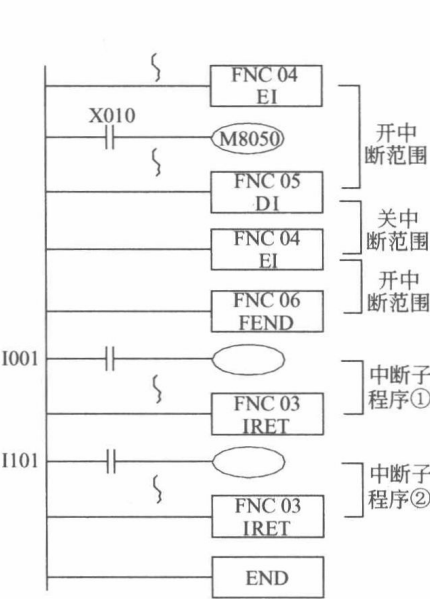 FNC 04
EI
X010
M8050
开中
断范围
FNC 05
DI
关中
断范围
FNC 04
EI
开中
断范围
FNC 06
FEND
I001
中断子
程序①
FNC 03
IRET
I101
中断子
程序②
FNC 03
IRET
END